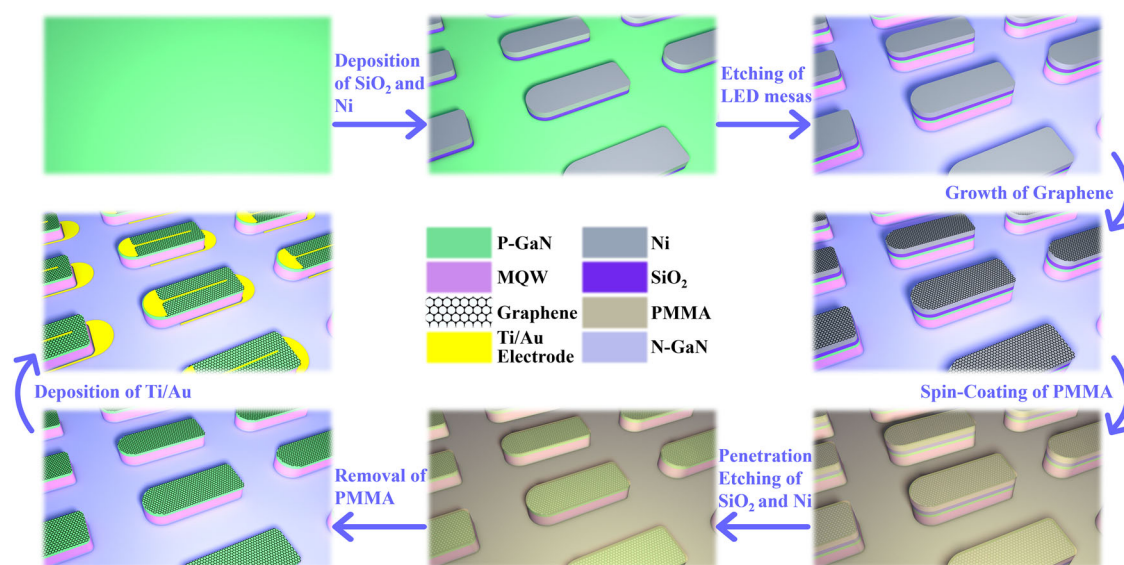 Deposition
of SiO₂ and
Ni
Etching of
LED mesas
Growth of Graphene
P-GaN
Ni
MQW
SiO₂
Graphene
PMMA
Ti/Au
Electrode
N-GaN
Deposition of Ti/Au
Spin-Coating of PMMA
Removal of
PMMA
Penetration
Etching of
SiO₂ and Ni